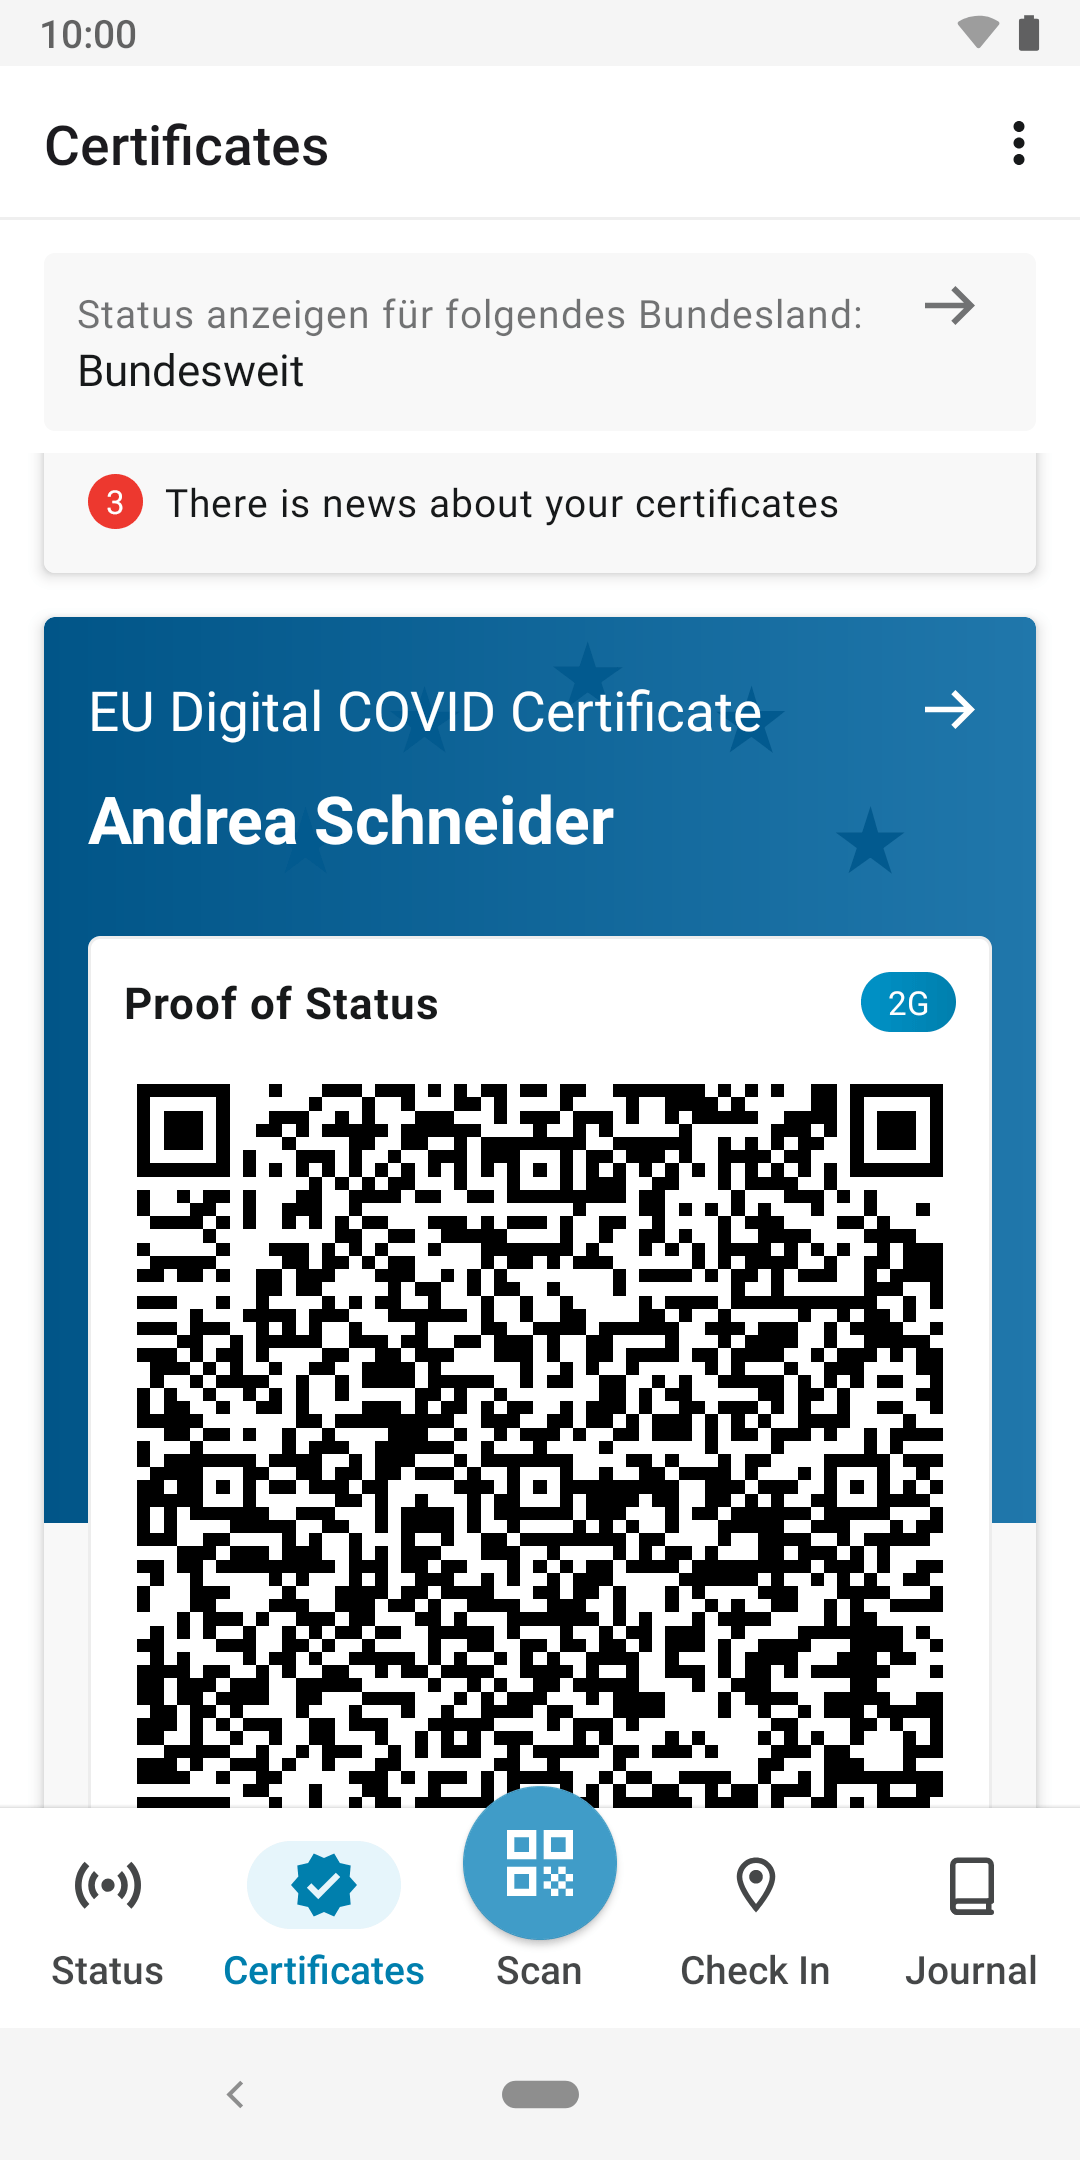 10:00
Certificates
Status anzeigen für folgendes Bundesland:
Bundesweit
3 There is news about your certificates
EU Digital COVID Certificate
Andrea Schneider
Proof of Status
2G
Status
Certificates
Scan
Check In
Journal